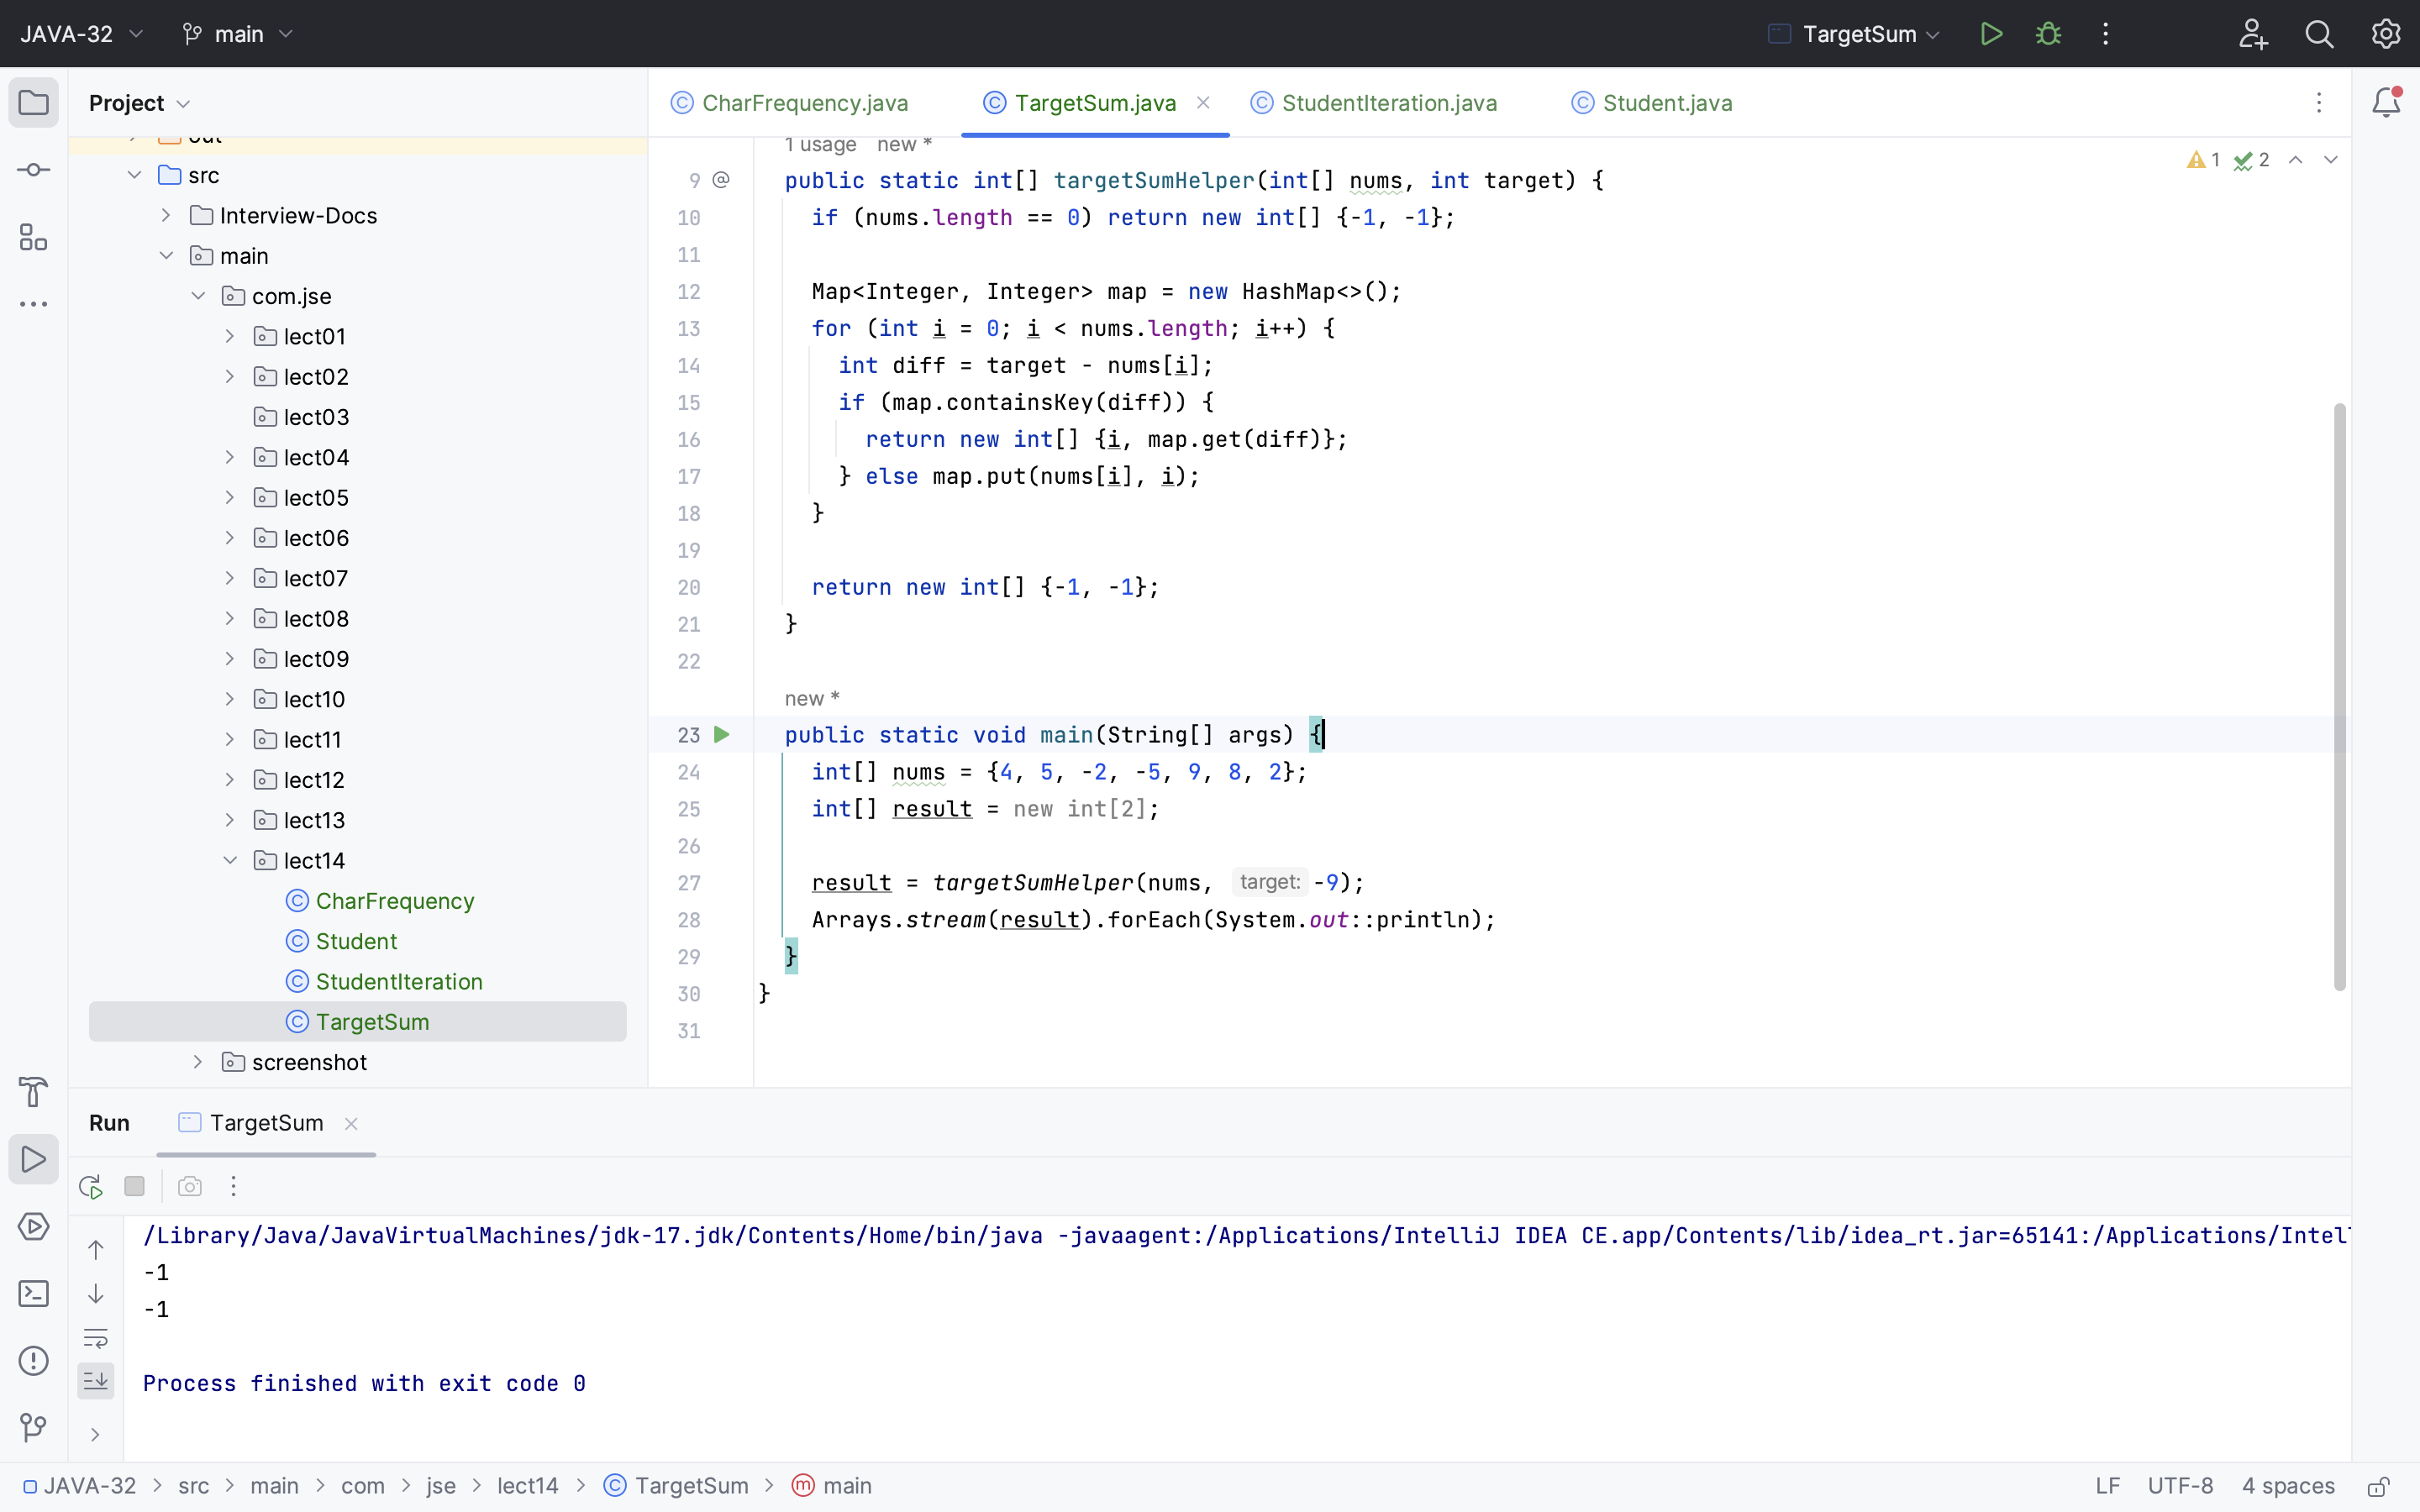 JAVA-32
main
TargetSum
Project
CharFrequency.java
TargetSum.java
StudentIteration.java
Student.java
out
src
Interview-Docs
main
com.jse
lect01
lect02
lect03
lect04
lect05
lect06
lect07
lect08
lect09
lect10
lect11
lect12
lect13
lect14
CharFrequency
Student
StudentIteration
TargetSum
screenshot
1 usage new *
1 2
9 @ public static int[] targetSumHelper(int[] nums, int target) {
10 if (nums.length == 0) return new int[] {-1, -1};
11
12 Map<Integer, Integer> map = new HashMap<>();
13 for (int i = 0; i < nums.length; i++) {
14 int diff = target - nums[i];
15 if (map.containsKey(diff)) {
16 return new int[] {i, map.get(diff)};
17 } else map.put(nums[i], i);
18 }
19
20 return new int[] {-1, -1};
21 }
22
new *
23 public static void main(String[] args) {
24 int[] nums = {4, 5, -2, -5, 9, 8, 2};
25 int[] result = new int[2];
26
27 result = targetSumHelper(nums, target: -9);
28 Arrays.stream(result).forEach(System.out::println);
29 }
30 }
31
Run
TargetSum
/Library/Java/JavaVirtualMachines/jdk-17.jdk/Contents/Home/bin/java -javaagent:/Applications/IntelliJ IDEA CE.app/Contents/lib/idea_rt.jar=65141:/Applications/Intel
-1
-1
Process finished with exit code 0
JAVA-32 > src > main > com > jse > lect14 > TargetSum > main
LF UTF-8 4 spaces